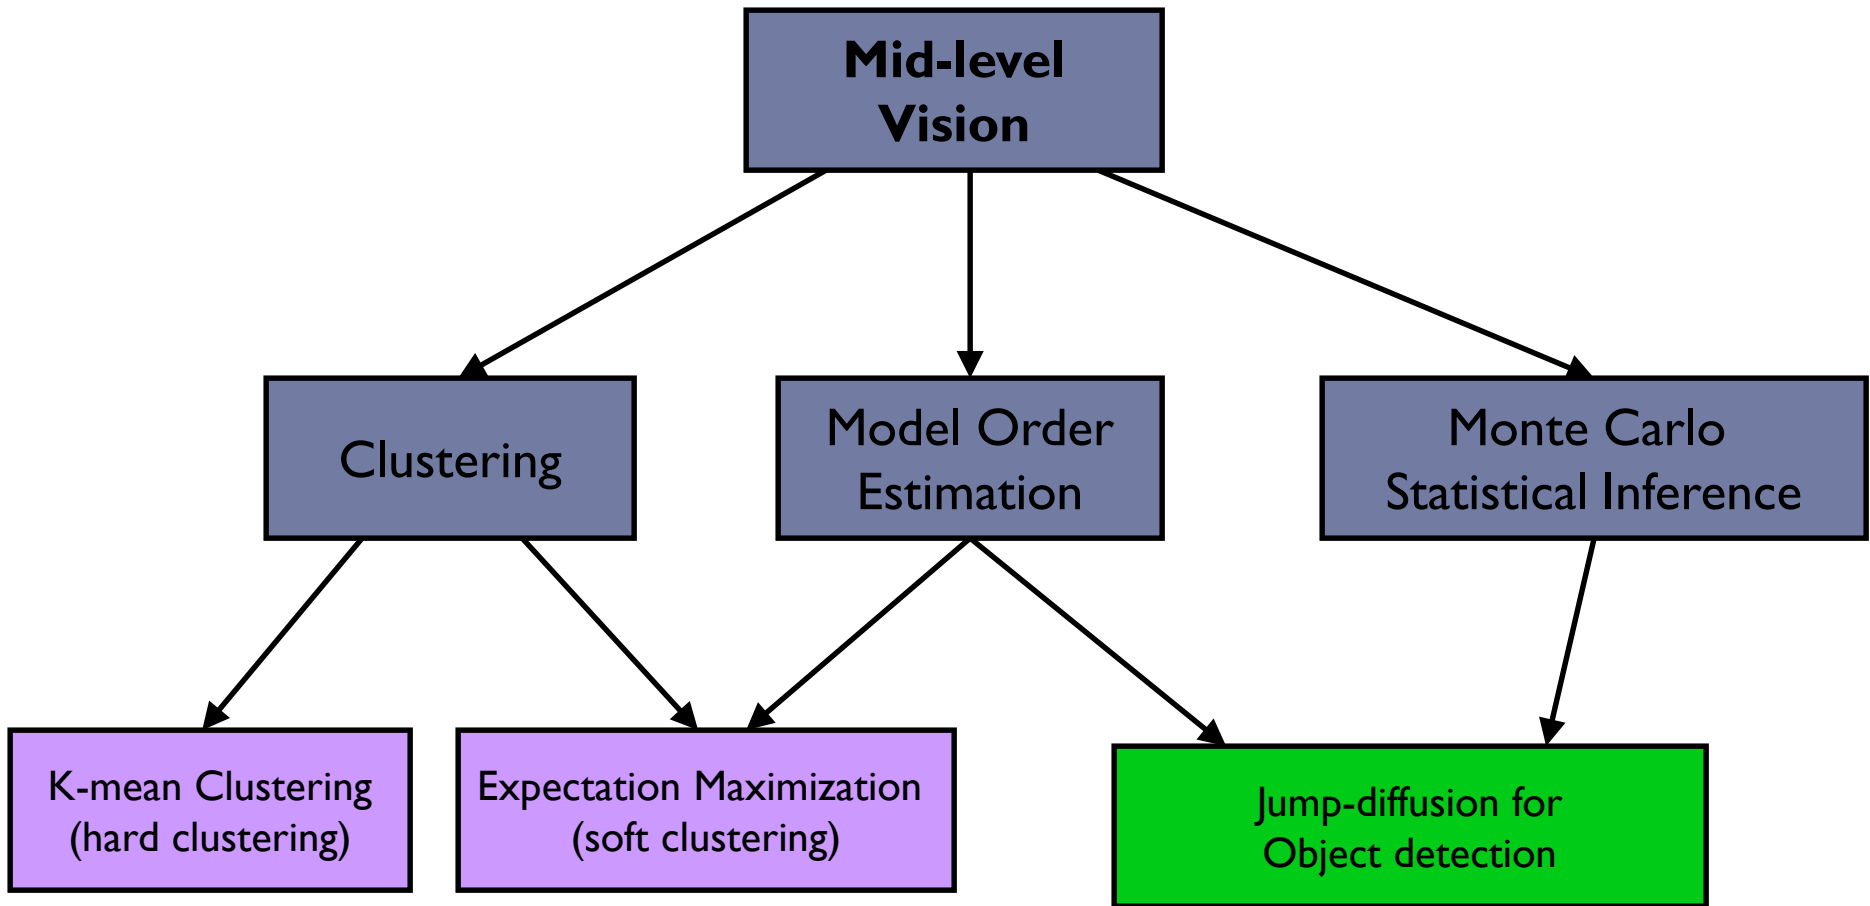 Mid-level
Vision
Clustering
Model Order
Estimation
Monte Carlo
Statistical Inference
K-mean Clustering
(hard clustering)
Expectation Maximization
(soft clustering)
Jump-diffusion for
Object detection